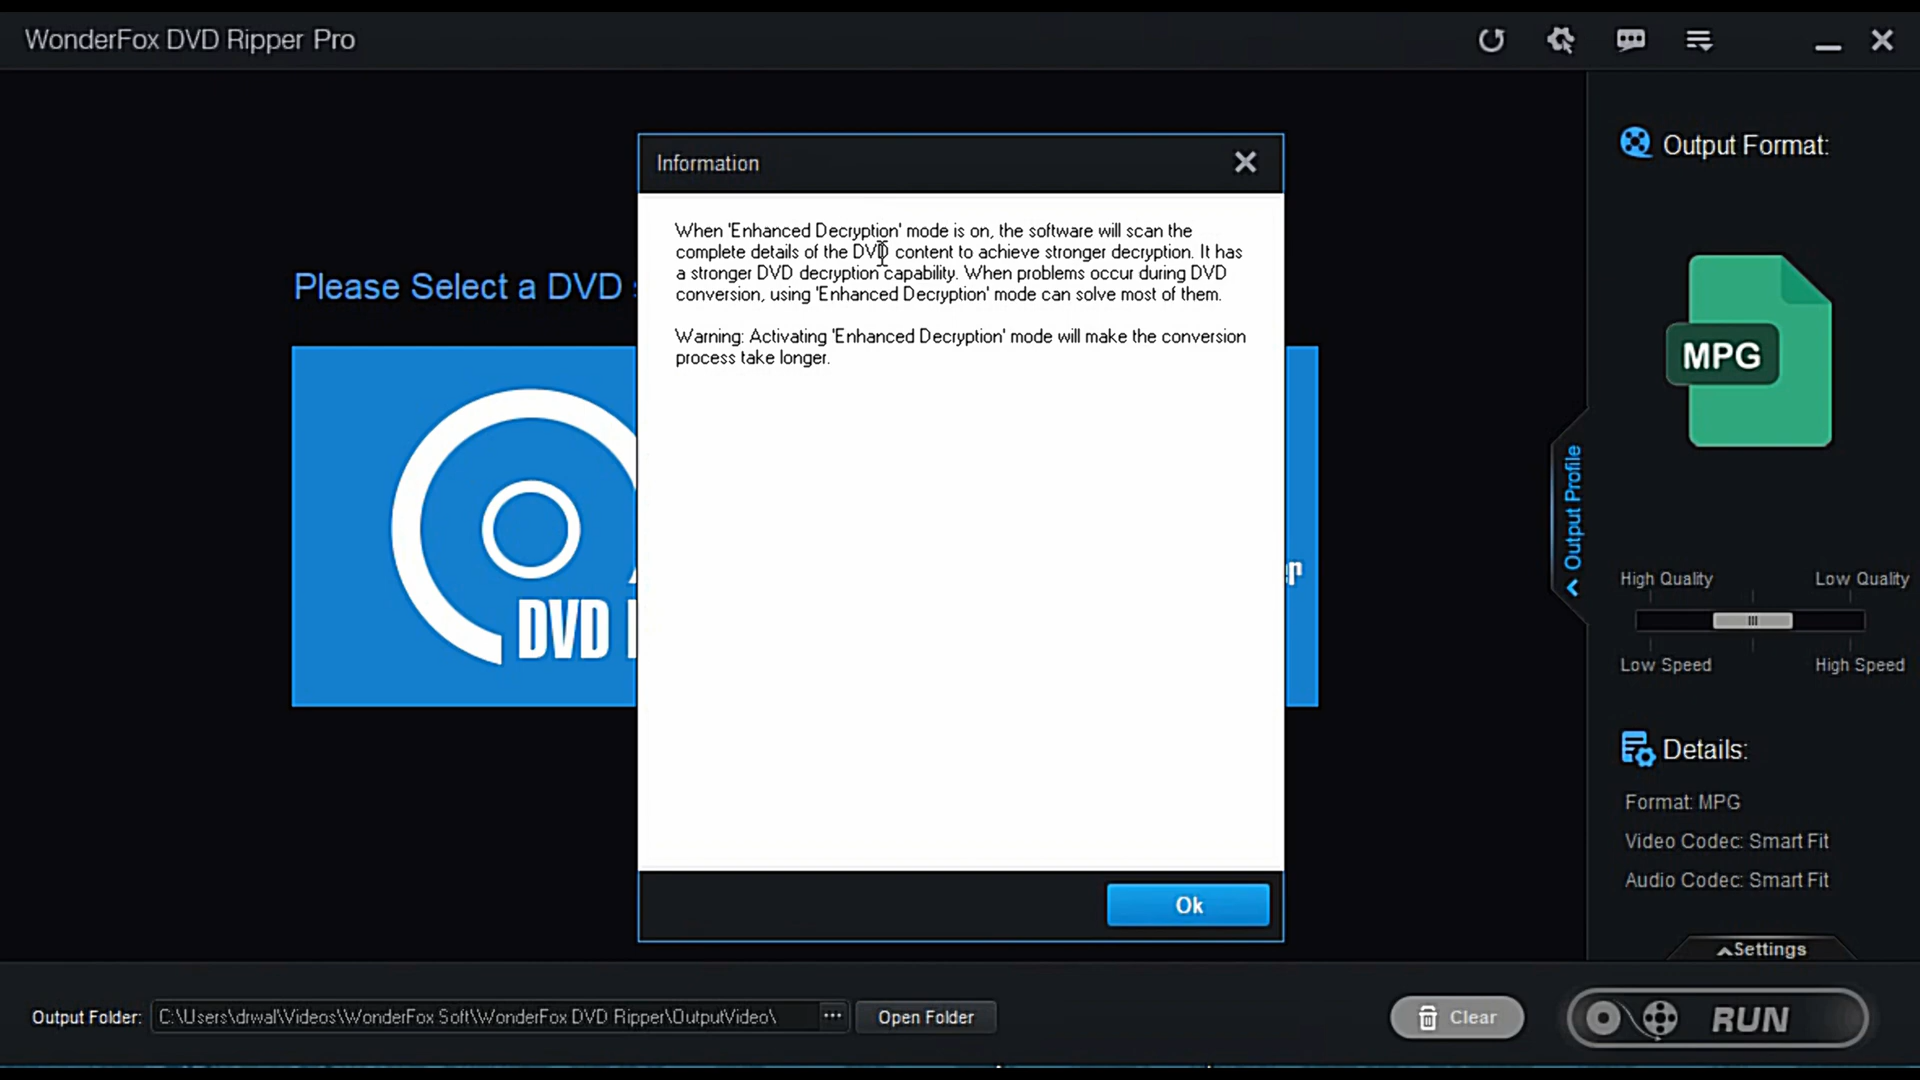 WonderFox DVD Ripper Pro
Information
When 'Enhanced Decryption' mode is on, the software will scan the
complete details of the DVD content to achieve stronger decryption. It has
a stronger DVD decryption capability. When problems occur during DVD
conversion, using 'Enhanced Decryption' mode can solve most of them.
Warning: Activating 'Enhanced Decryption' mode will make the conversion
process take longer.
Ok
Please Select a DVD
DVD
Output Profile
Output Format:
MPG
High Quality Low Quality
Low Speed High Speed
Details:
Format: MPG
Video Codec: Smart Fit
Audio Codec: Smart Fit
Settings
Output Folder: C:\Users\drwal\Videos\WonderFox Soft\WonderFox DVD Ripper\OutputVideo\ ... Open Folder
Clear
RUN